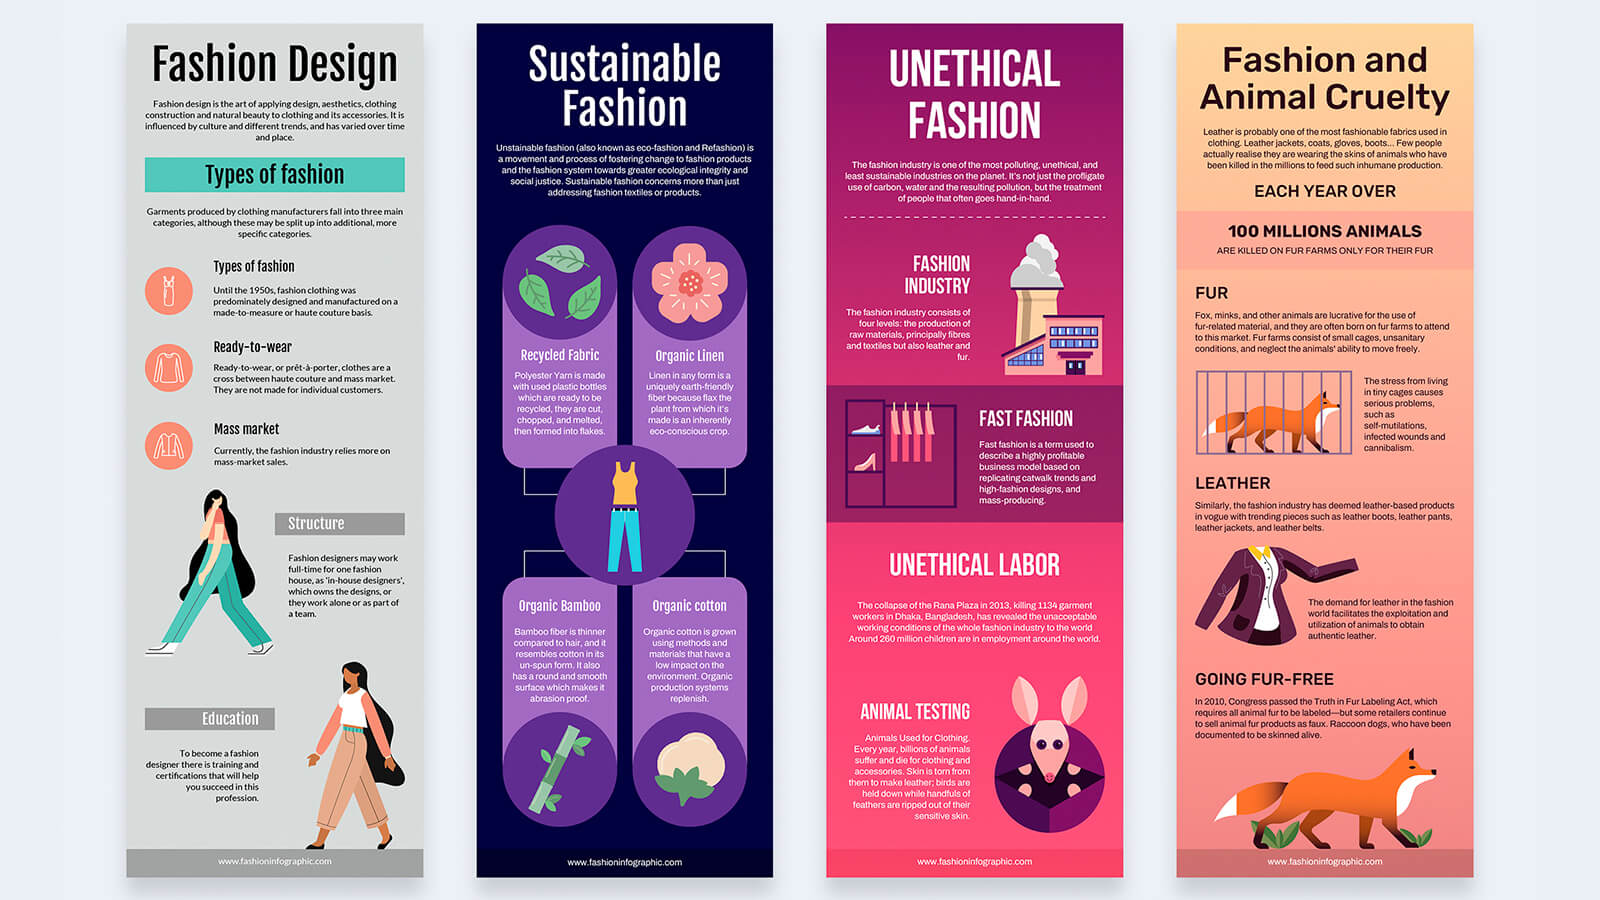 Fashion Design
Fashion design is the art of applying design, aesthetics, clothing
construction and natural beauty to clothing and its accessories. It is
influenced by culture and different trends, and has varied over time
and place.
Types of fashion
Garments produced by clothing manufacturers fall into three main
categories, although these may be split up into additional, more
specific categories.
Types of fashion
Until the 1950s, fashion clothing was
predominately designed and manufactured on a
made-to-measure or haute couture basis.
Ready-to-wear
Ready-to-wear, or prêt-à-porter, clothes are a
cross between haute couture and mass market.
They are not made for individual customers.
Mass market
Currently, the fashion industry relies more on
mass-market sales.
Structure
Fashion designers may work
full-time for one fashion
house, as 'in-house designers',
which owns the designs, or
they work alone or as part of
a team.
Education
To become a fashion
designer there is training and
certifications that will help
you succeed in this
profession.
www.fashioninfographic.com
Sustainable
Fashion
Unstainable fashion (also known as eco-fashion and Refashion) is
a movement and process of fostering change to fashion products
and the fashion system towards greater ecological integrity and
social justice. Sustainable fashion concerns more than just
addressing fashion textiles or products.
Recycled Fabric
Polyester Yarn is made
with used plastic bottles
which are ready to be
recycled, they are cut,
chopped, and melted,
then formed into flakes.
Organic Linen
Linen in any form is a
uniquely earth-friendly
fiber because flax the
plant from which it's
made is an inherently
eco-conscious crop.
Organic Bamboo
Bamboo fiber is thinner
compared to hair, and it
resembles cotton in its
un-spun form. It also
has a round and smooth
surface which makes it
abrasion proof.
Organic cotton
Organic cotton is grown
using methods and
materials that have a
low impact on the
environment. Organic
production systems
replenish.
www.fashioninfographic.com
UNETHICAL
FASHION
The fashion industry is one of the most polluting, unethical, and
least sustainable industries on the planet. It's not just the profligate
use of carbon, water and the resulting pollution, but the treatment
of people that often goes hand-in-hand.
FASHION
INDUSTRY
The fashion industry consists of
four levels: the production of
raw materials, principally fibres
and textiles but also leather and
fur.
FAST FASHION
Fast fashion is a term used to
describe a highly profitable
business model based on
replicating catwalk trends and
high-fashion designs, and
mass-producing.
UNETHICAL LABOR
The collapse of the Rana Plaza in 2013, killing 1134 garment
workers in Dhaka, Bangladesh, has revealed the unacceptable
working conditions of the whole fashion industry to the world
Around 260 million children are in employment around the world.
ANIMAL TESTING
Animals Used for Clothing.
Every year, billions of animals
suffer and die for clothing and
accessories. Skin is torn from
them to make leather; birds are
held down while handfuls of
feathers are ripped out of their
sensitive skin.
www.fashioninfographic.com
Fashion and
Animal Cruelty
Leather is probably one of the most fashionable fabrics used in
clothing. Leather jackets, coats, gloves, boots... Few people
actually realise they are wearing the skins of animals who have
been killed in the millions to feed such inhumane production.
EACH YEAR OVER
100 MILLIONS ANIMALS
ARE KILLED ON FUR FARMS ONLY FOR THEIR FUR
FUR
Fox, minks, and other animals are lucrative for the use of
fur-related material, and they are often born on fur farms to attend
to this market. Fur farms consist of small cages, unsanitary
conditions, and neglect the animals' ability to move freely.
The stress from living
in tiny cages causes
serious problems,
such as
self-mutilations,
infected wounds and
cannibalism.
LEATHER
Similarly, the fashion industry has deemed leather-based products
in vogue with trending pieces such as leather boots, leather pants,
leather jackets, and leather belts.
The demand for leather in the fashion
world facilitates the exploitation and
utilization of animals to obtain
authentic leather.
GOING FUR-FREE
In 2010, Congress passed the Truth in Fur Labeling Act, which
requires all animal fur to be labeled—but some retailers continue
to sell animal fur products as faux. Raccoon dogs, who have been
documented to be skinned alive.
www.fashioninfographic.com